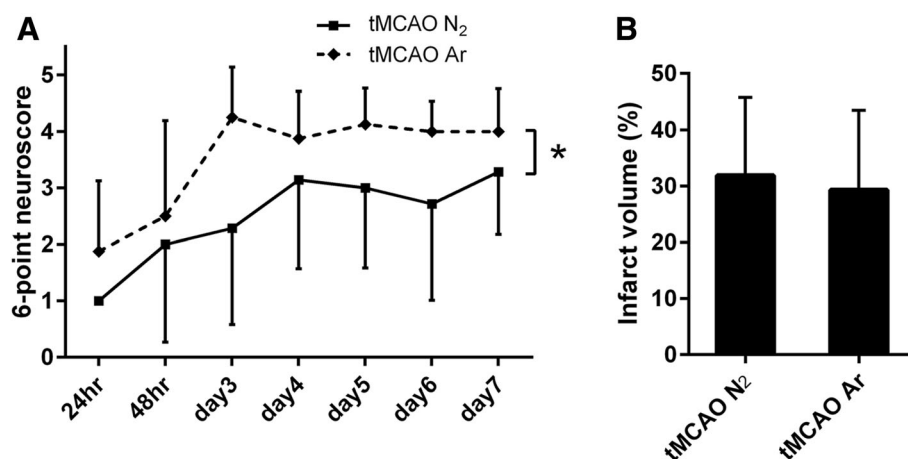 A
tMCAO N₂
tMCAO Ar
6-point neuroscore
5
4
3
2
1
0
*
24hr
48hr
day3
day4
day5
day6
day7
B
Infarct volume (%)
50
40
30
20
10
0
tMCAO N₂
tMCAO Ar